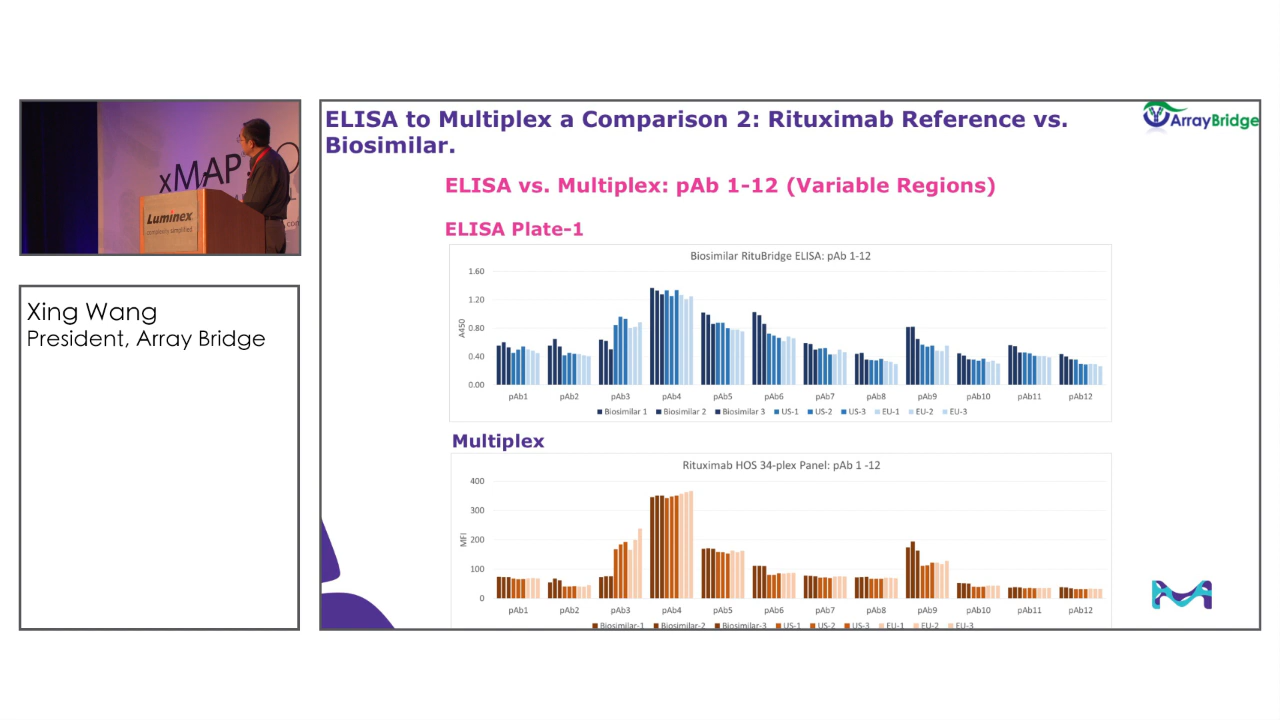 xMAP
Luminex
complexity simplified
Xing Wang
President, Array Bridge
ELISA to Multiplex a Comparison 2: Rituximab Reference vs.
Biosimilar.
ArrayBridge
ELISA vs. Multiplex: pAb 1-12 (Variable Regions)
ELISA Plate-1
Biosimilar RituBridge ELISA: pAb 1-12
1.60
1.20
0.80
0.40
0.00
A450
pAb1 pAb2 pAb3 pAb4 pAb5 pAb6 pAb7 pAb8 pAb9 pAb10 pAb11 pAb12
Biosimilar 1 Biosimilar 2 Biosimilar 3 US-1 US-2 US-3 EU-1 EU-2 EU-3
Multiplex
Rituximab HOS 34-plex Panel: pAb 1 -12
400
300
200
100
0
MFI
pAb1 pAb2 pAb3 pAb4 pAb5 pAb6 pAb7 pAb8 pAb9 pAb10 pAb11 pAb12
Biosimilar-1 Biosimilar-2 Biosimilar-3 US-1 US-2 US-3 EU-1 EU-2 EU-3